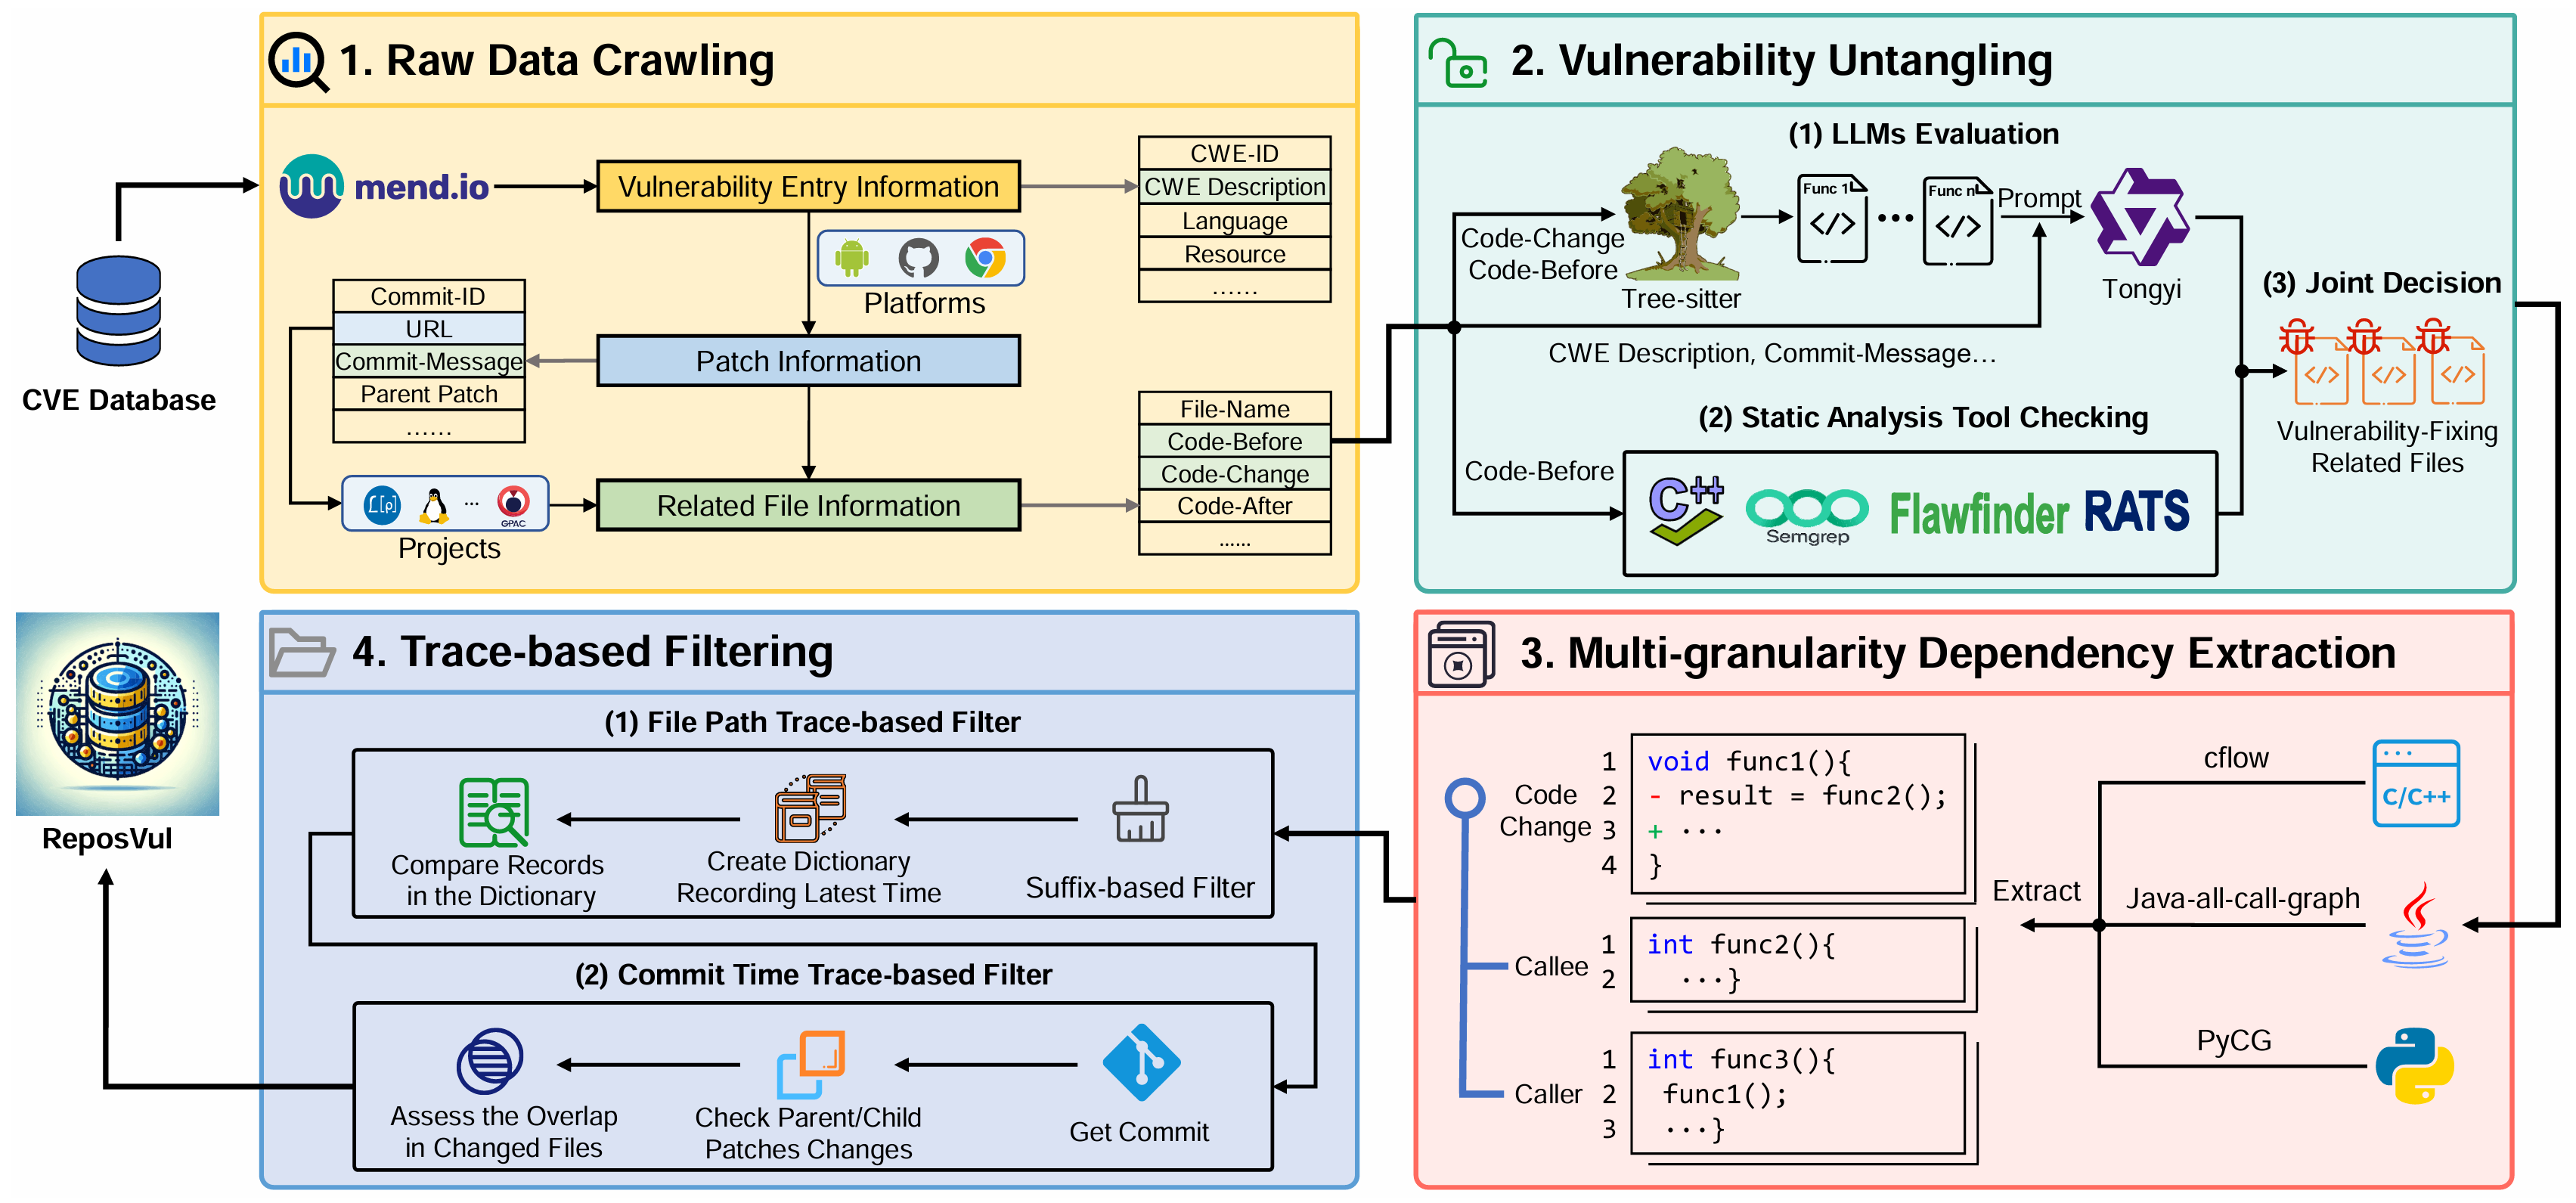 1. Raw Data Crawling
mend.io
Vulnerability Entry Information
CWE-ID
CWE Description
Language
Resource
......
Platforms
CVE Database
Commit-ID
URL
Commit-Message
Parent Patch
......
Patch Information
File-Name
Code-Before
Code-Change
Code-After
......
Projects
...
GPAC
Related File Information
2. Vulnerability Untangling
(1) LLMs Evaluation
Code-Change
Code-Before
Tree-sitter
Func 1
</>
...
Func n
</>
Prompt
Tongyi
CWE Description, Commit-Message...
(2) Static Analysis Tool Checking
Code-Before
C++
Semgrep
Flawfinder
RATS
(3) Joint Decision
</>
</>
</>
Vulnerability-Fixing
Related Files
3. Multi-granularity Dependency Extraction
Code
Change
1 void func1(){
2 - result = func2();
3 + ···
4 }
Callee
1 int func2(){
2 ···}
Caller
1 int func3(){
2 func1();
3 ···}
Extract
cflow
C/C++
Java-all-call-graph
PyCG
4. Trace-based Filtering
(1) File Path Trace-based Filter
Compare Records
in the Dictionary
Create Dictionary
Recording Latest Time
Suffix-based Filter
(2) Commit Time Trace-based Filter
Assess the Overlap
in Changed Files
Check Parent/Child
Patches Changes
Get Commit
ReposVul